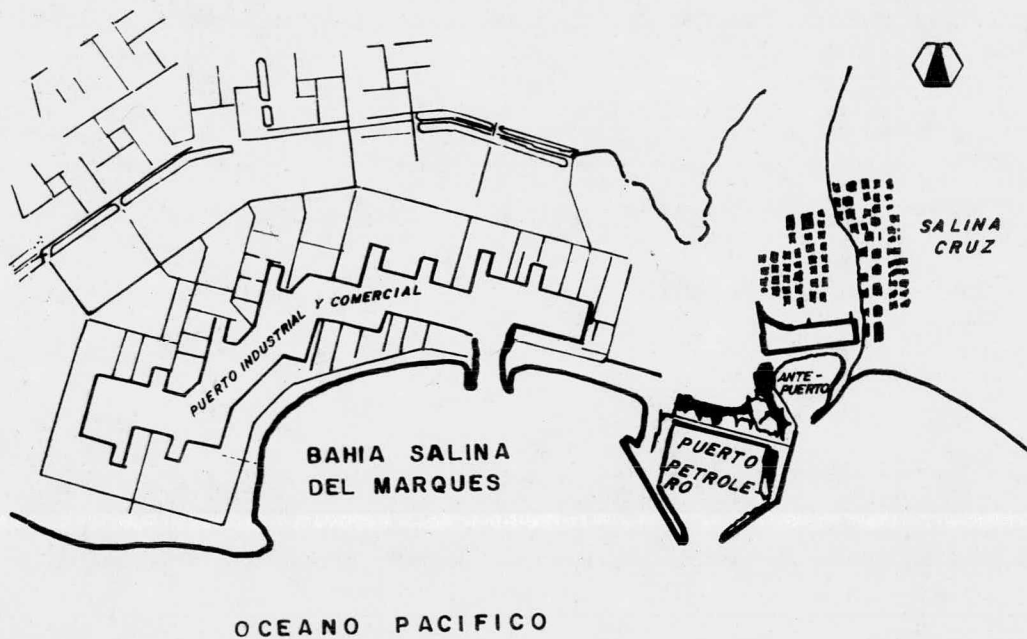 SALINA
CRUZ
PUERTO INDUSTRIAL Y COMERCIAL
ANTE-
PUERTO
BAHIA SALINA
DEL MARQUES
PUERTO
PETROLE-
RO
OCEANO PACIFICO